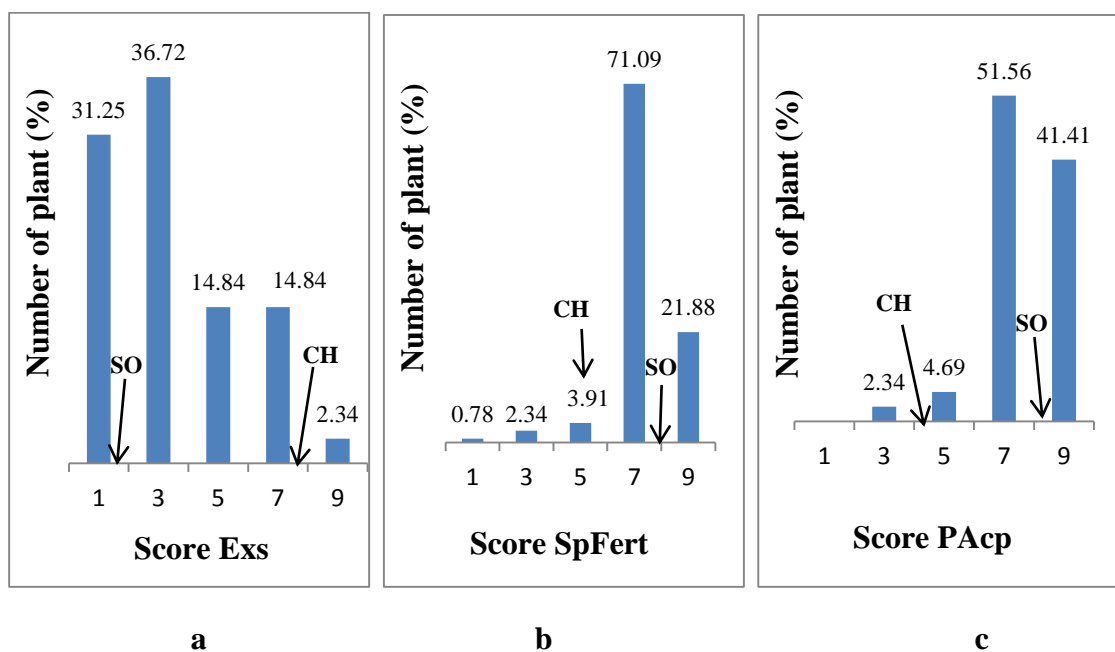 Number of plant (%)
31.25
36.72
14.84
14.84
2.34
SO
CH
1 3 5 7 9
Score Exs
a
Number of plant (%)
0.78
2.34
3.91
71.09
21.88
CH
SO
1 3 5 7 9
Score SpFert
b
Number of plant (%)
2.34
4.69
51.56
41.41
CH
SO
1 3 5 7 9
Score PAcp
c